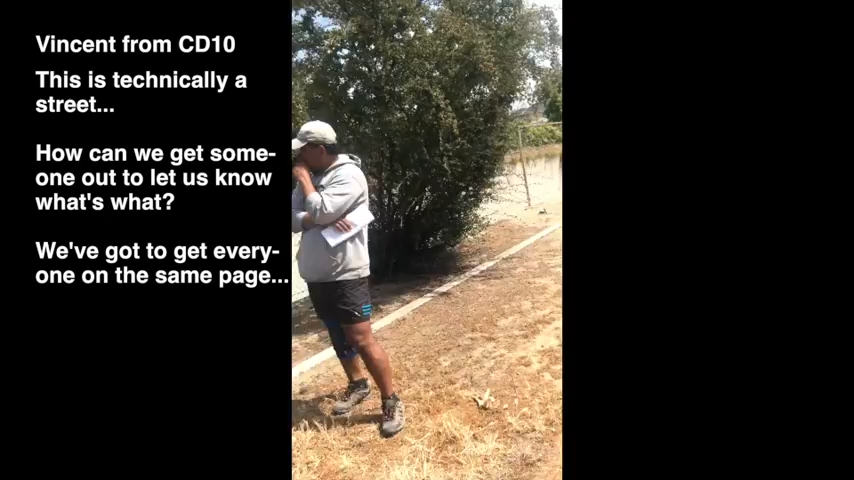 Vincent from CD10
This is technically a
street...
How can we get some-
one out to let us know
what's what?
We've got to get every-
one on the same page...